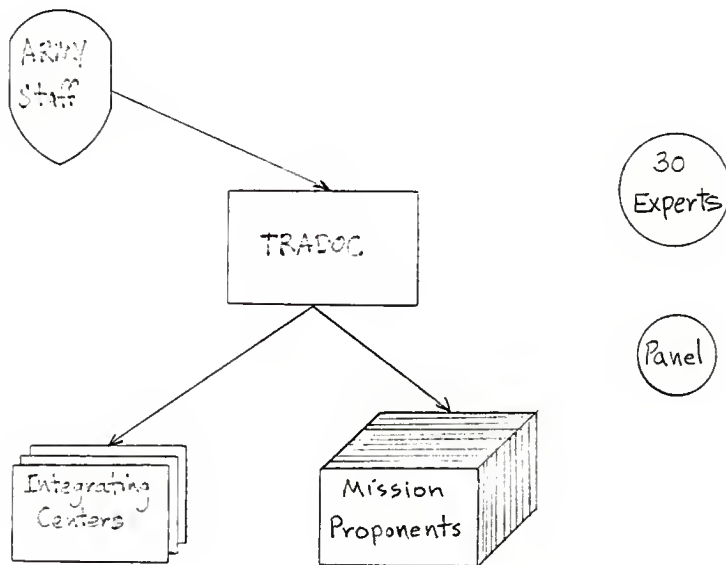 ARMY
Staff
30
Experts
TRADOC
Panel
Integrating
Centers
Mission
Proponents